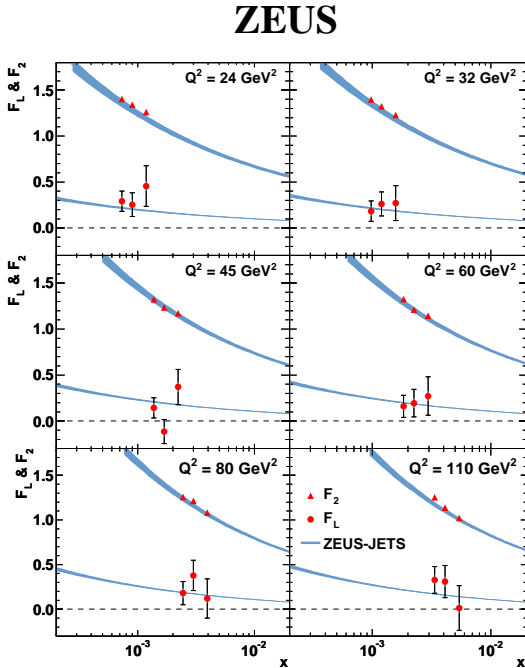 ZEUS
F_L & F_2
Q² = 24 GeV²
Q² = 32 GeV²
1.5
1.0
0.5
0.0
F_L & F_2
Q² = 45 GeV²
Q² = 60 GeV²
1.5
1.0
0.5
0.0
F_L & F_2
Q² = 80 GeV²
Q² = 110 GeV²
1.5
1.0
0.5
0.0
F_2
F_L
ZEUS-JETS
10⁻³
10⁻²
10⁻³
10⁻²
x
x